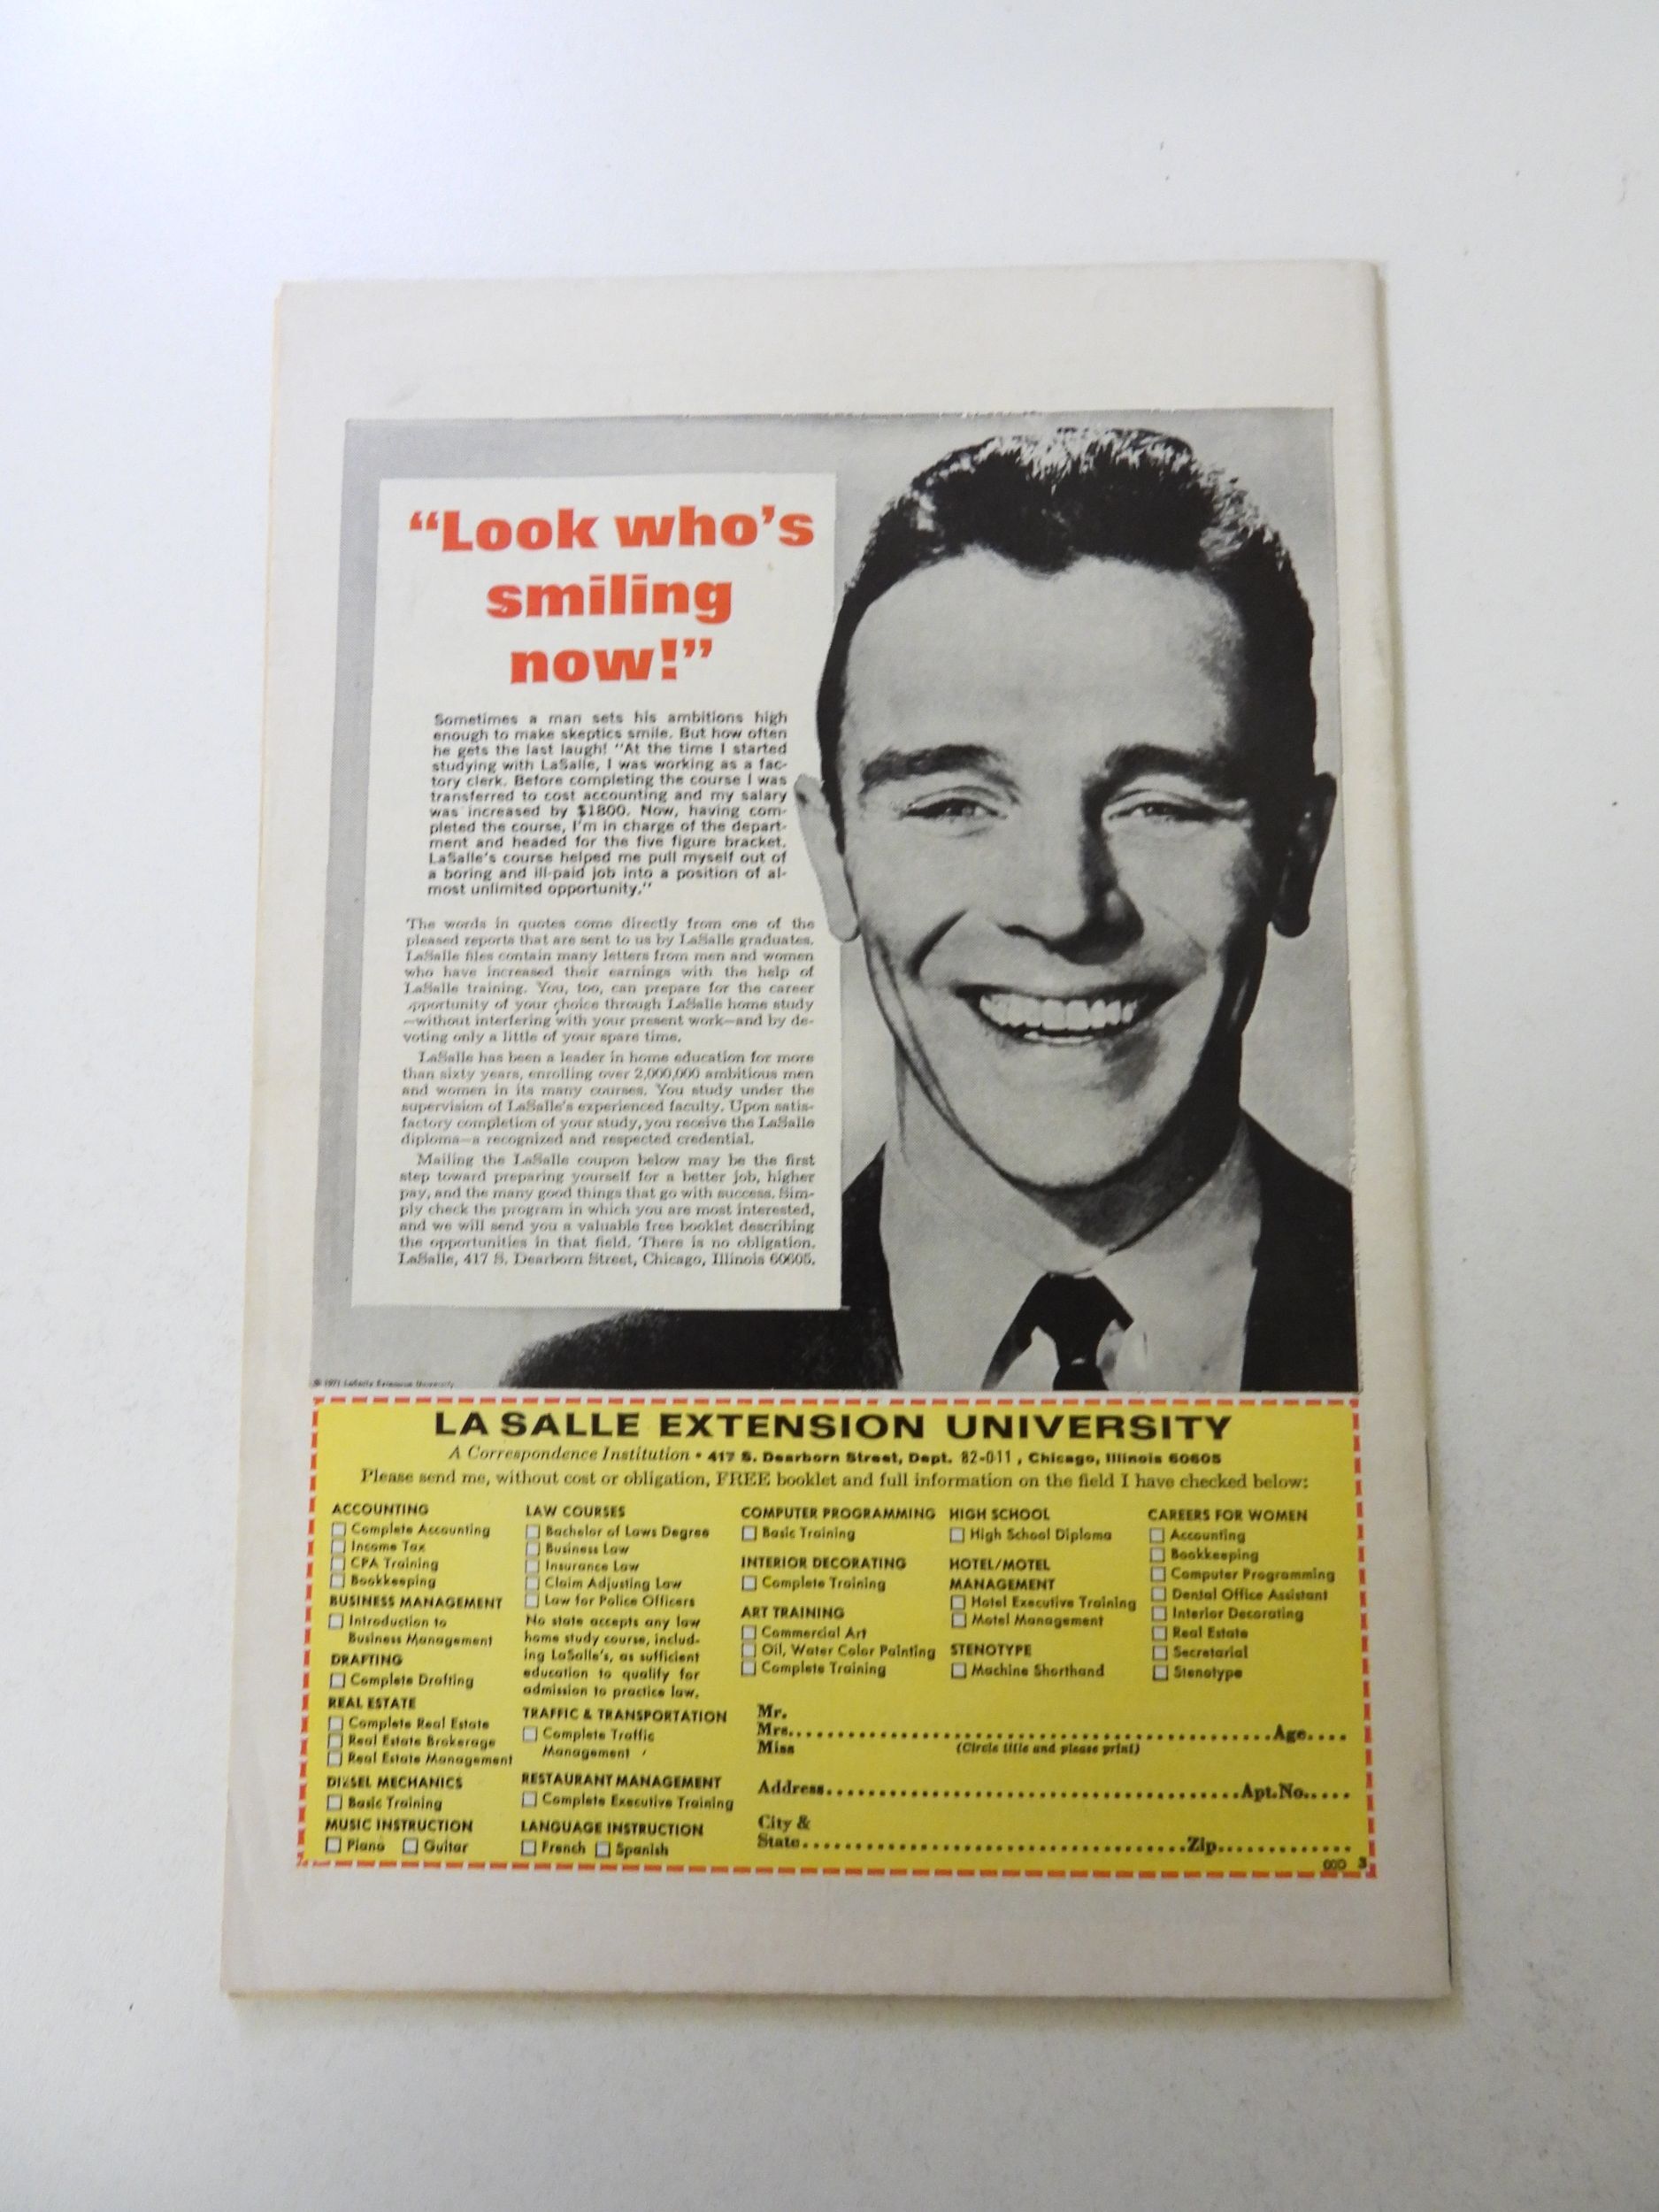 “Look who's
smiling
now!”
Sometimes a man sets his ambitions high
enough to make skeptics smile. But how often
he gets the last laugh! "At the time I started
studying with LaSalle, I was working as a fac-
tory clerk. Before completing the course I was
transferred to cost accounting and my salary
was increased by $1800. Now, having com-
pleted the course, I'm in charge of the depart-
ment and headed for the five figure bracket.
LaSalle's course helped me pull myself out of
a boring and ill-paid job into a position of al-
most unlimited opportunity."
The words in quotes come directly from one of the
pleased reports that are sent to us by LaSalle graduates.
LaSalle files contain many letters from men and women
who have increased their earnings with the help of
LaSalle training. You, too, can prepare for the career
opportunity of your choice through LaSalle home study
—without interfering with your present work—and by de-
voting only a little of your spare time.
LaSalle has been a leader in home education for more
than sixty years, enrolling over 2,000,000 ambitious men
and women in its many courses. You study under the
supervision of LaSalle's experienced faculty. Upon satis-
factory completion of your study, you receive the LaSalle
diploma—a recognized and respected credential.
Mailing the LaSalle coupon below may be the first
step toward preparing yourself for a better job, higher
pay, and the many good things that go with success. Sim-
ply check the program in which you are most interested,
and we will send you a valuable free booklet describing
the opportunities in that field. There is no obligation.
LaSalle, 417 S. Dearborn Street, Chicago, Illinois 60605.
© 1971 LaSalle Extension University
LA SALLE EXTENSION UNIVERSITY
A Correspondence Institution • 417 S. Dearborn Street, Dept. 82-011, Chicago, Illinois 60605
Please send me, without cost or obligation, FREE booklet and full information on the field I have checked below:
ACCOUNTING
Complete Accounting
Income Tax
CPA Training
Bookkeeping
BUSINESS MANAGEMENT
Introduction to
Business Management
DRAFTING
Complete Drafting
REAL ESTATE
Complete Real Estate
Real Estate Brokerage
Real Estate Management
DIESEL MECHANICS
Basic Training
MUSIC INSTRUCTION
Piano Guitar
LAW COURSES
Bachelor of Laws Degree
Business Law
Insurance Law
Claim Adjusting Law
Law for Police Officers
No state accepts any law
home study course, includ-
ing LaSalle's, as sufficient
education to qualify for
admission to practice law.
TRAFFIC & TRANSPORTATION
Complete Traffic
Management
RESTAURANT MANAGEMENT
Complete Executive Training
LANGUAGE INSTRUCTION
French Spanish
COMPUTER PROGRAMMING
Basic Training
INTERIOR DECORATING
Complete Training
ART TRAINING
Commercial Art
Oil, Water Color Painting
Complete Training
HIGH SCHOOL
High School Diploma
HOTEL/MOTEL
MANAGEMENT
Hotel Executive Training
Motel Management
STENOTYPE
Machine Shorthand
CAREERS FOR WOMEN
Accounting
Bookkeeping
Computer Programming
Dental Office Assistant
Interior Decorating
Real Estate
Secretarial
Stenotype
Mr.
Mrs. Age
Miss (Circle title and please print)
Address Apt.No.
City &
State Zip
3